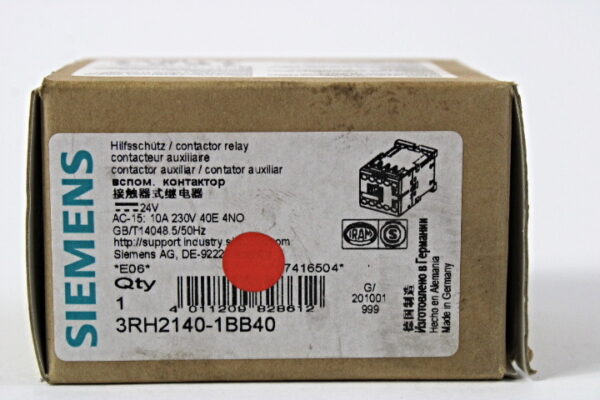 SIEMENS
Hilfsschütz / contactor relay
contacteur auxiliaire
contactor auxiliar / contator auxiliar
вспом. контактор
接触器式继电器
24V
AC-15: 10A 230V 40E 4NO
GB/T14048.5/50Hz
http://support industry s
Siemens AG, DE-9222
*E06* 7416504*
Qty
1
4 011209 828612
3RH2140-1BB40
IRAM
S
G/
201001
999
德国制造
Изготовлено в Германии
Hecho en Alemania
Made in Germany